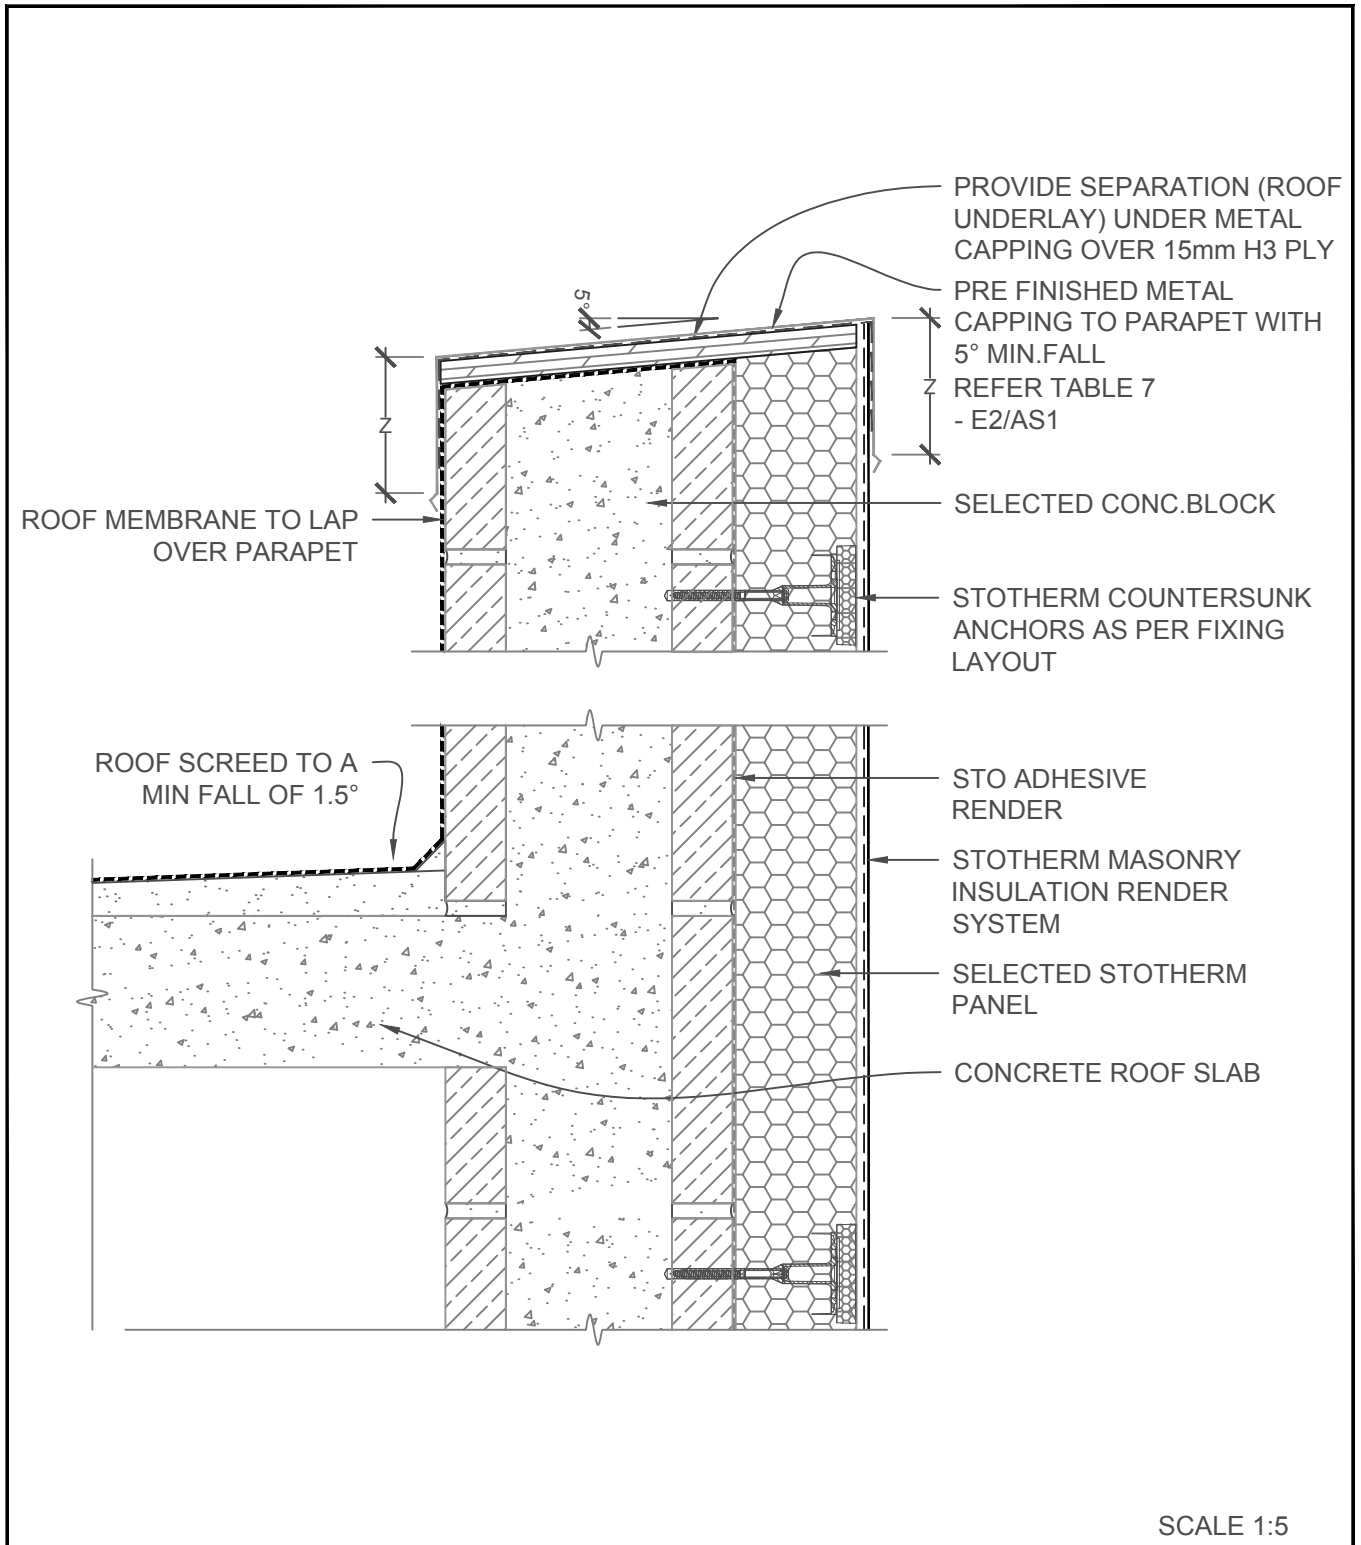 PROVIDE SEPARATION (ROOF
UNDERLAY) UNDER METAL
CAPPING OVER 15mm H3 PLY
PRE FINISHED METAL
CAPPING TO PARAPET WITH
5° MIN.FALL
REFER TABLE 7
- E2/AS1
5°
Z
Z
SELECTED CONC.BLOCK
ROOF MEMBRANE TO LAP
OVER PARAPET
STOTHERM COUNTERSUNK
ANCHORS AS PER FIXING
LAYOUT
ROOF SCREED TO A
MIN FALL OF 1.5°
STO ADHESIVE
RENDER
STOTHERM MASONRY
INSULATION RENDER
SYSTEM
SELECTED STOTHERM
PANEL
CONCRETE ROOF SLAB
SCALE 1:5